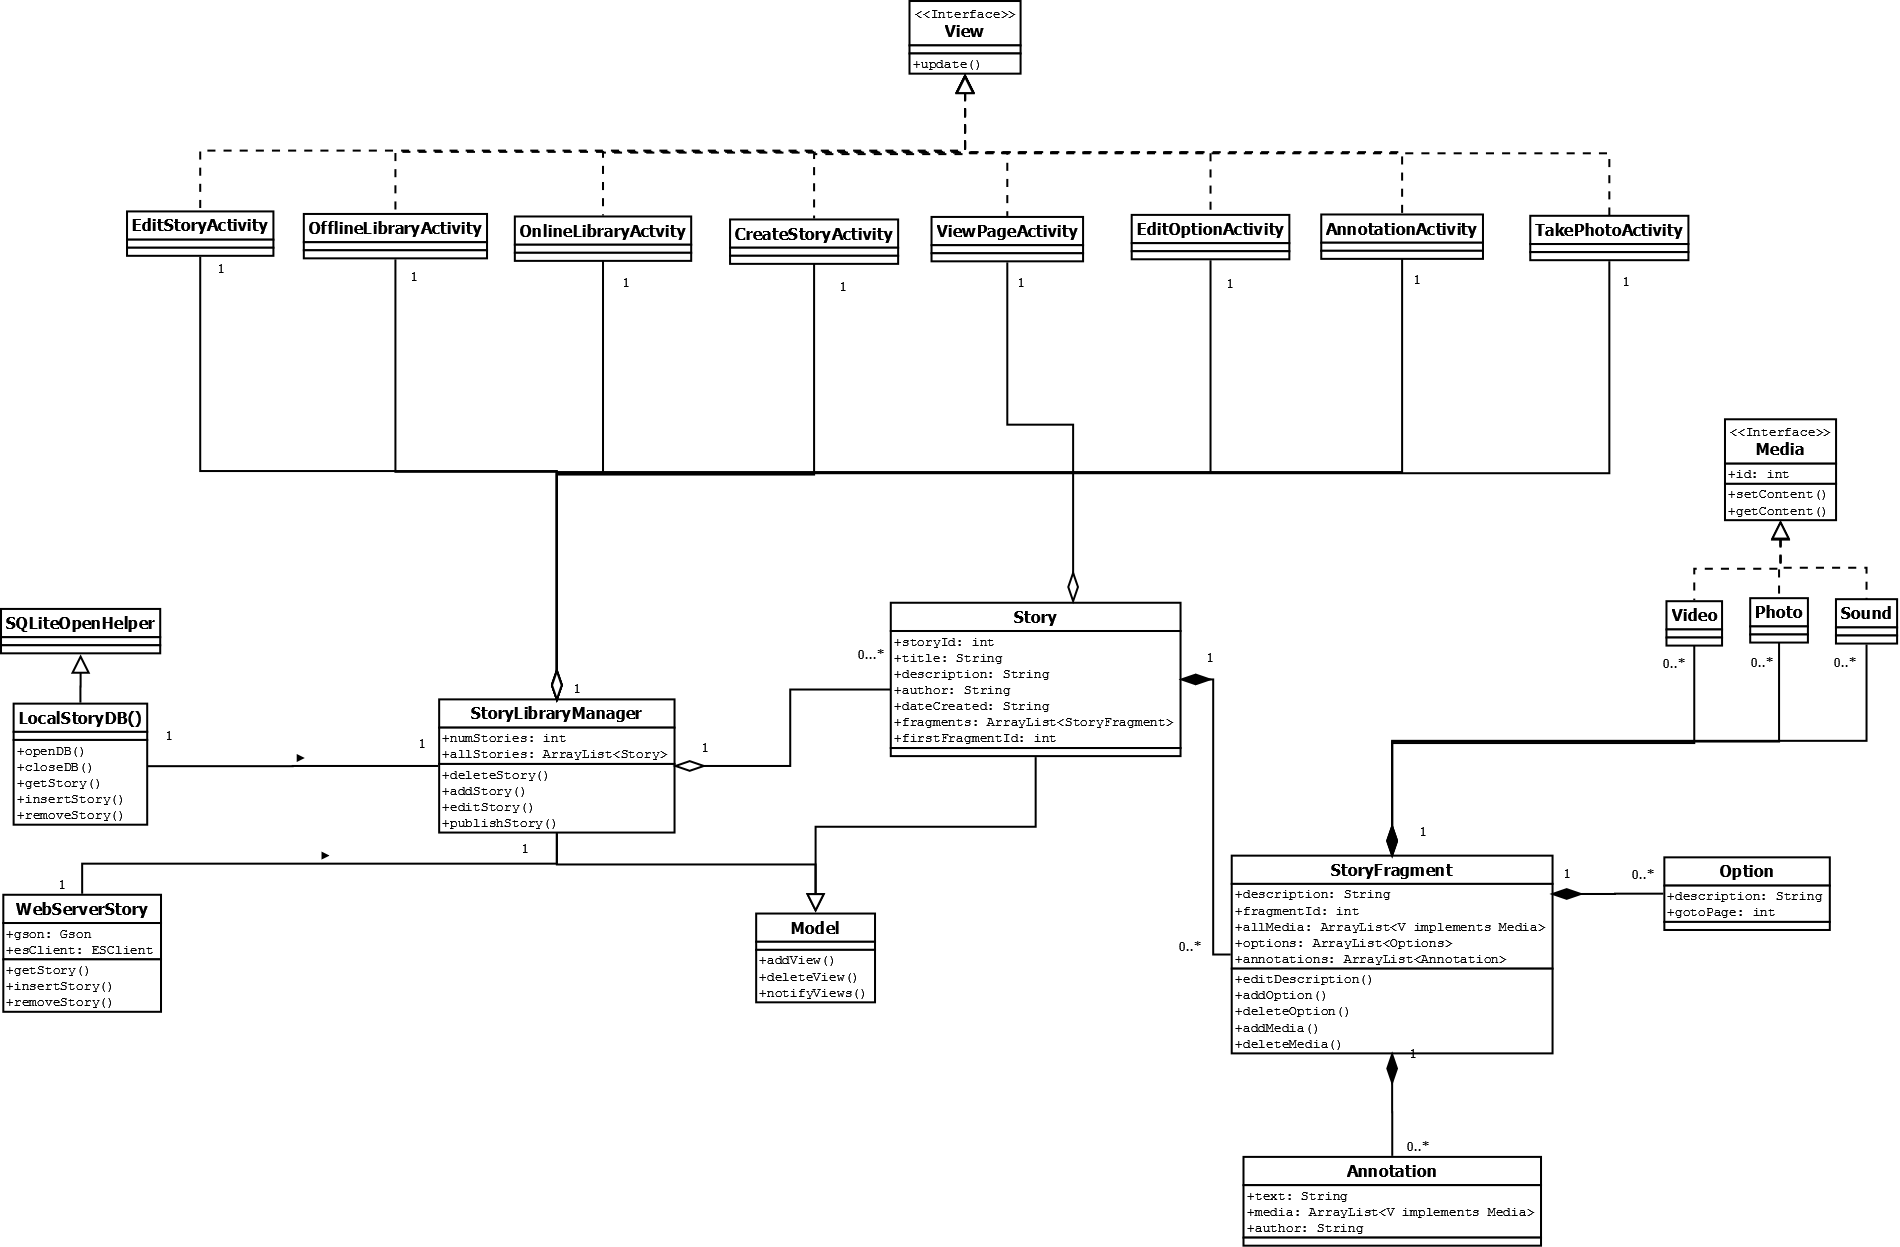 <<Interface>>
View
+update()
EditStoryActivity
OfflineLibraryActivity
OnlineLibraryActvity
CreateStoryActivity
ViewPageActivity
EditOptionActivity
AnnotationActivity
TakePhotoActivity
1
1
1
1
1
1
1
1
<<Interface>>
Media
+id: int
+setContent()
+getContent()
Video
Photo
Sound
0..*
0..*
0..*
SQLiteOpenHelper
LocalStoryDB()
+openDB()
+closeDB()
+getStory()
+insertStory()
+removeStory()
1
1
1
StoryLibraryManager
+numStories: int
+allStories: ArrayList<Story>
+deleteStory()
+addStory()
+editStory()
+publishStory()
1
0...*
Story
+storyId: int
+title: String
+description: String
+author: String
+dateCreated: String
+fragments: ArrayList<StoryFragment>
+firstFragmentId: int
1
0..*
1
1
WebServerStory
+gson: Gson
+esClient: ESClient
+getStory()
+insertStory()
+removeStory()
Model
+addView()
+deleteView()
+notifyViews()
1
StoryFragment
+description: String
+fragmentId: int
+allMedia: ArrayList<V implements Media>
+options: ArrayList<Options>
+annotations: ArrayList<Annotation>
+editDescription()
+addOption()
+deleteOption()
+addMedia()
+deleteMedia()
1
0..*
Option
+description: String
+gotoPage: int
1
0..*
Annotation
+text: String
+media: ArrayList<V implements Media>
+author: String